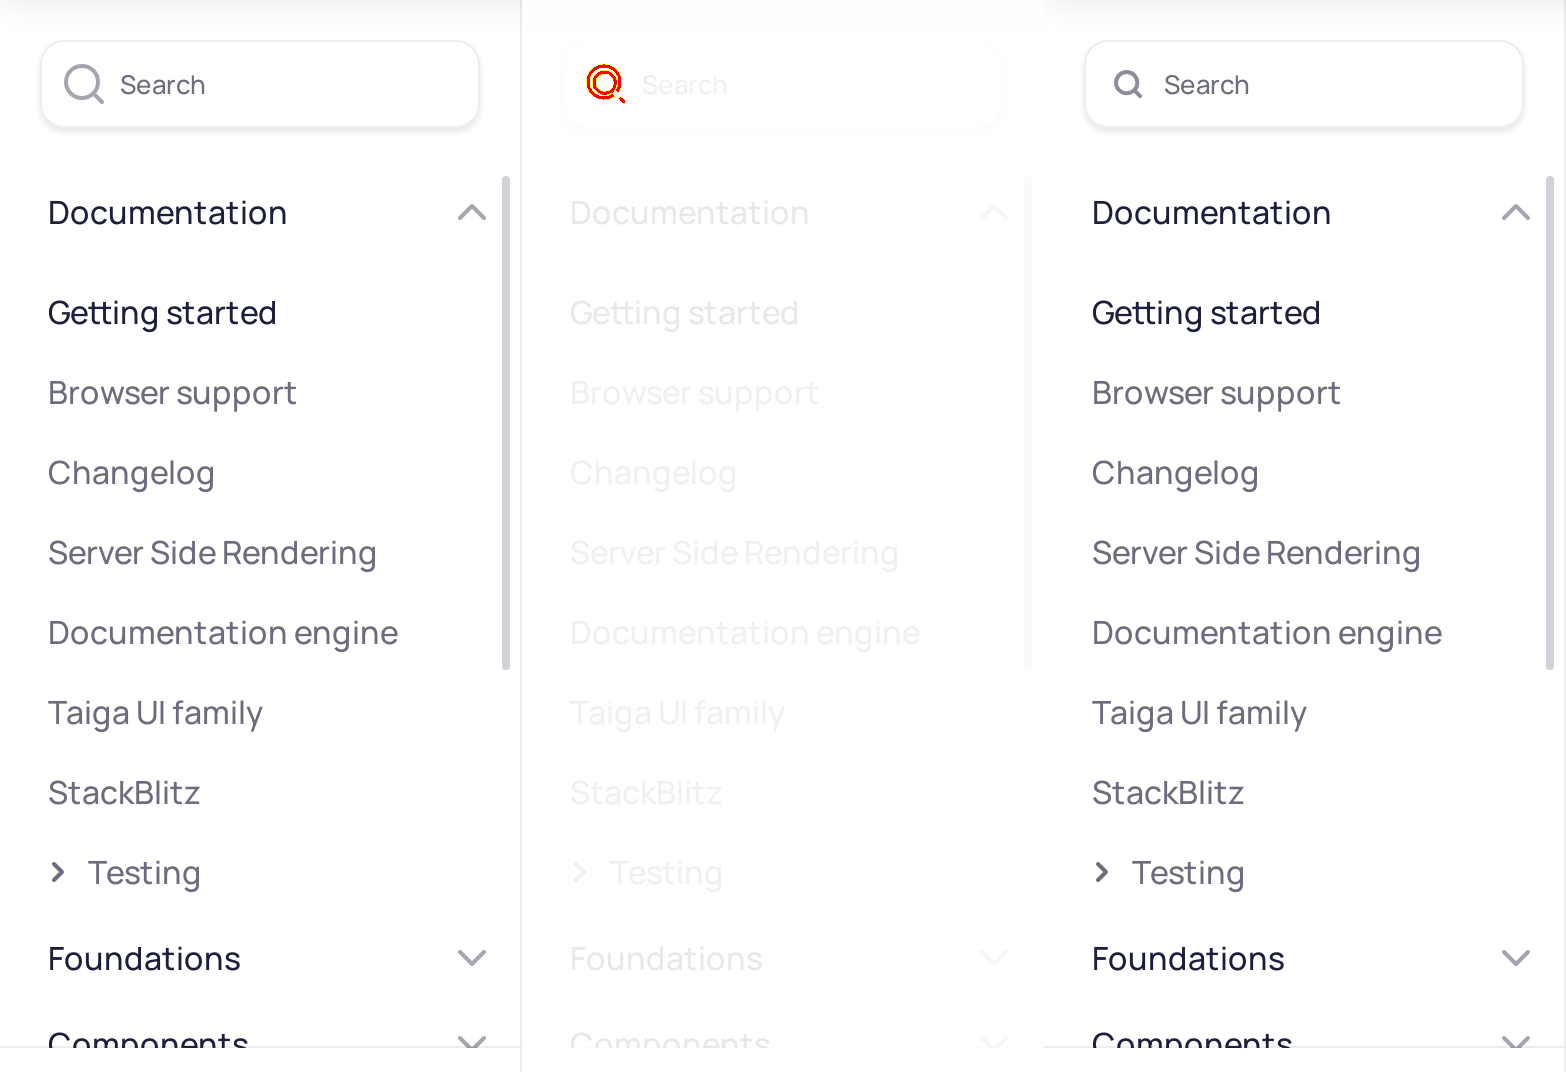 Search
Documentation
Getting started
Browser support
Changelog
Server Side Rendering
Documentation engine
Taiga UI family
StackBlitz
Testing
Foundations
Components
Search
Documentation
Getting started
Browser support
Changelog
Server Side Rendering
Documentation engine
Taiga UI family
StackBlitz
Testing
Foundations
Components
Search
Documentation
Getting started
Browser support
Changelog
Server Side Rendering
Documentation engine
Taiga UI family
StackBlitz
Testing
Foundations
Components